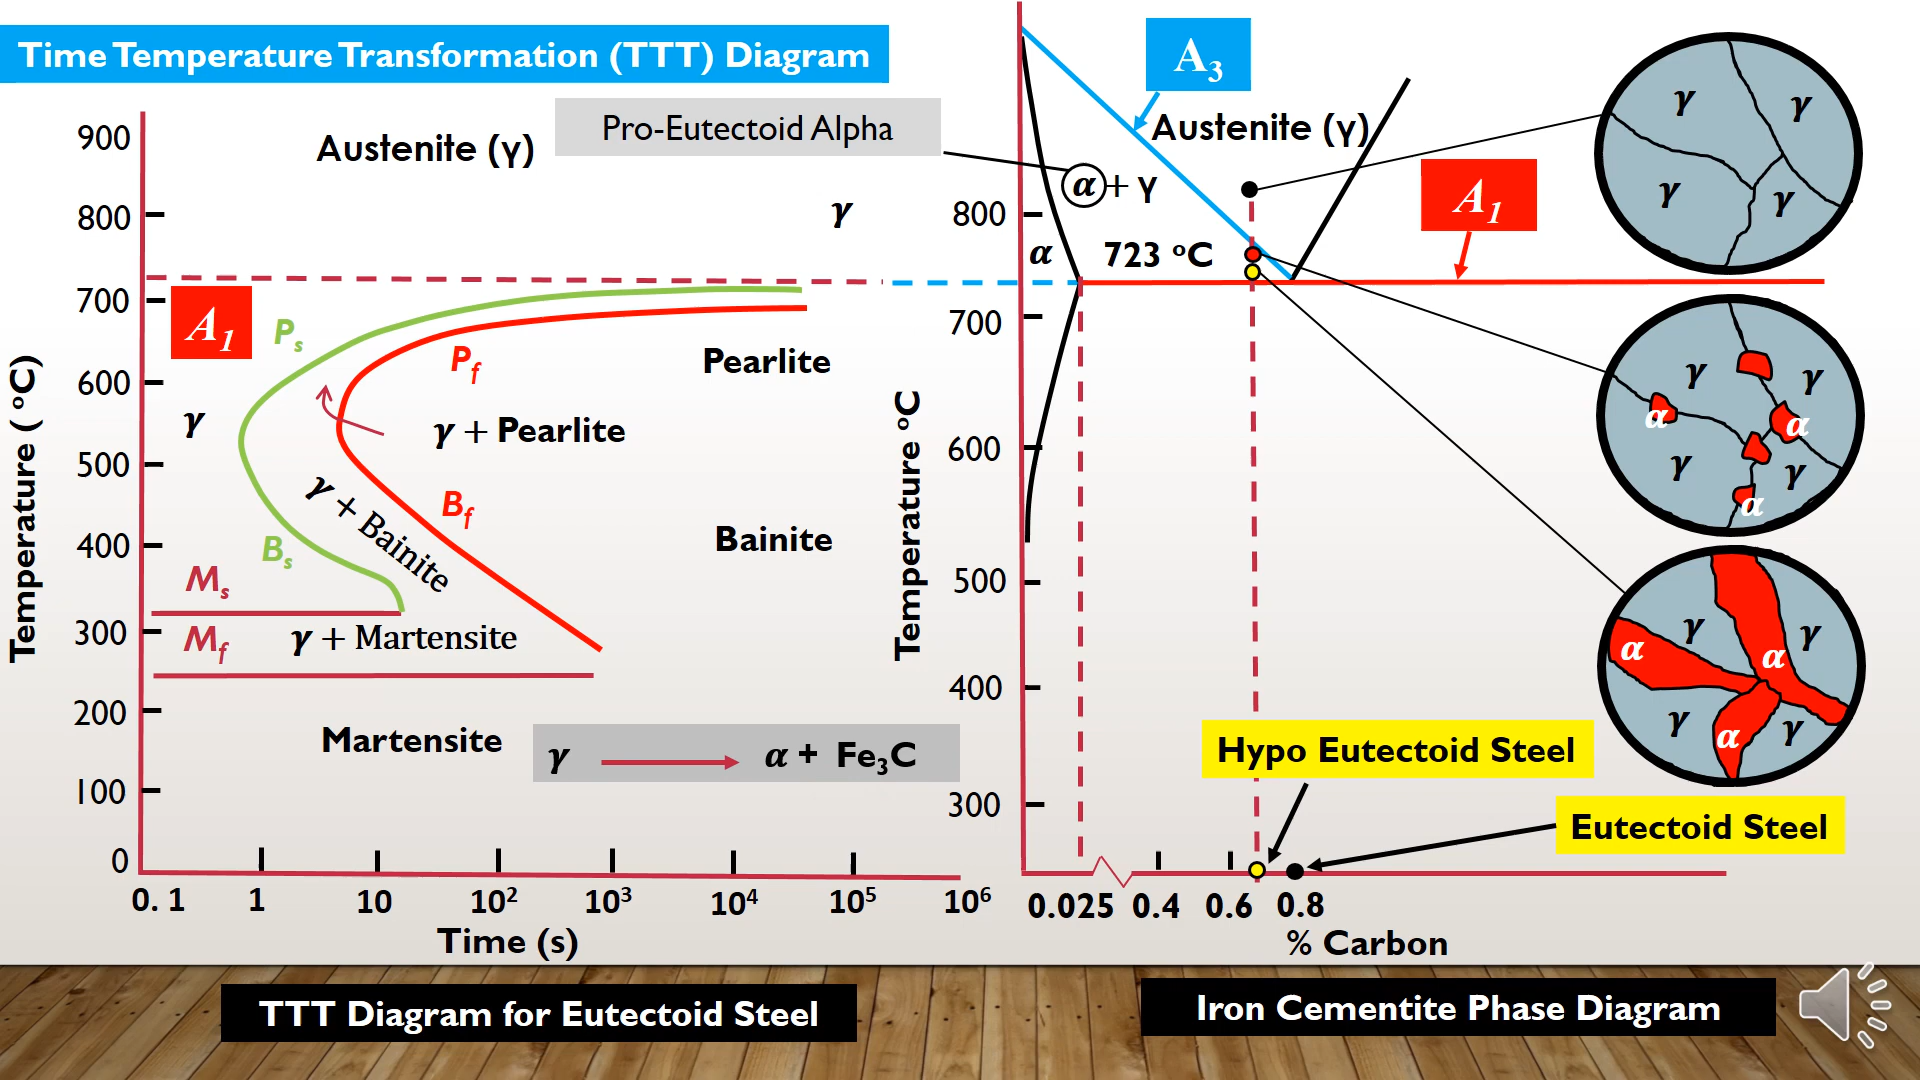 Time Temperature Transformation (TTT) Diagram
Pro-Eutectoid Alpha
Austenite (γ)
γ
900
800
700
600
500
400
300
200
100
0
Temperature ( °C)
A1
Ps
Pf
Pearlite
γ
γ + Pearlite
γ + Bainite
Bf
Bs
Bainite
Ms
Mf
γ + Martensite
Martensite
γ α + Fe3C
0. 1 1 10 10² 10³ 10⁴ 10⁵ 10⁶
Time (s)
TTT Diagram for Eutectoid Steel
A3
Austenite (γ)
α + γ
A1
α
723 °C
800
700
600
500
400
300
Temperature °C
γ γ
γ γ
γ γ
α α
γ γ
α
γ γ
α α
γ γ
α
Hypo Eutectoid Steel
Eutectoid Steel
0.025 0.4 0.6 0.8
% Carbon
Iron Cementite Phase Diagram